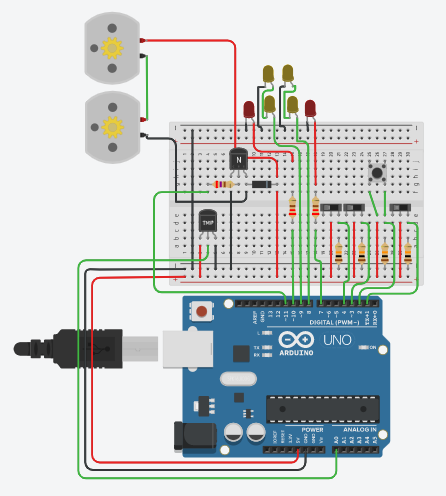 N
TMP
AREF
GND
13
12
~11
~10
~9
8
7
~6
~5
4
~3
2
TX→1
RX←0
DIGITAL (PWM~)
L
TX
RX
ARDUINO
UNO
ON
IOREF
RESET
3.3V
5V
GND
GND
Vin
POWER
ANALOG IN
A0
A1
A2
A3
A4
A5